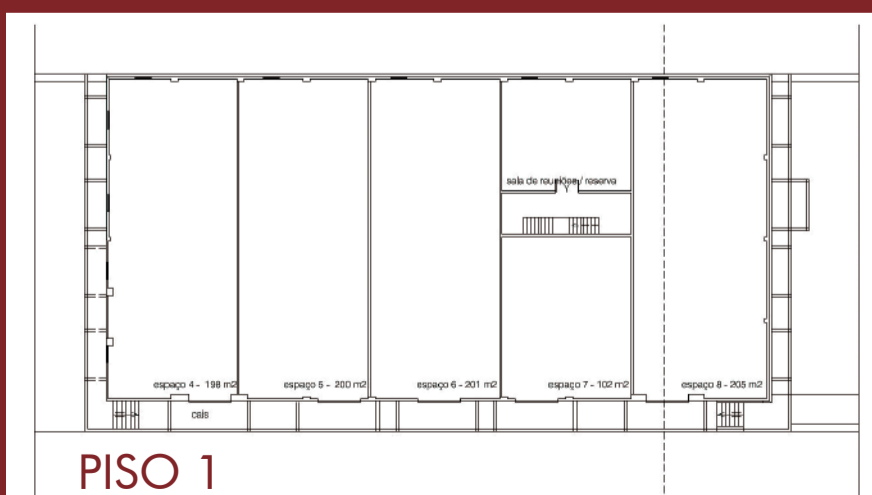 sala de reuniões / reserva
espaço 4 - 198 m2
espaço 5 - 200 m2
espaço 6 - 201 m2
espaço 7 - 102 m2
espaço 8 - 205 m2
cais
PISO 1